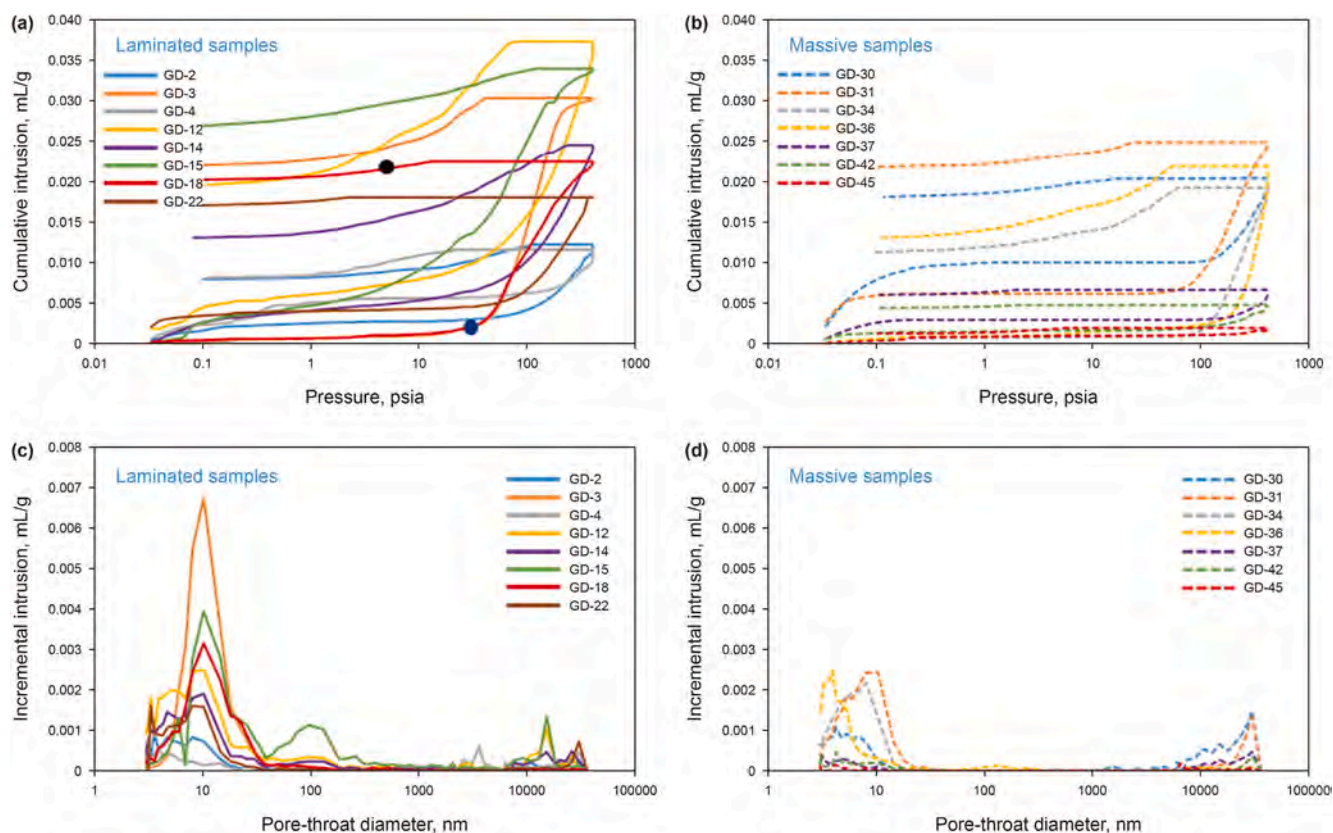 (a)
Laminated samples
GD-2
GD-3
GD-4
GD-12
GD-14
GD-15
GD-18
GD-22
0.040
0.035
0.030
0.025
0.020
0.015
0.010
0.005
0
0.01
0.1
1
10
100
1000
Cumulative intrusion, mL/g
Pressure, psia
(b)
Massive samples
GD-30
GD-31
GD-34
GD-36
GD-37
GD-42
GD-45
0.040
0.035
0.030
0.025
0.020
0.015
0.010
0.005
0
0.01
0.1
1
10
100
1000
Cumulative intrusion, mL/g
Pressure, psia
(c)
Laminated samples
GD-2
GD-3
GD-4
GD-12
GD-14
GD-15
GD-18
GD-22
0.008
0.007
0.006
0.005
0.004
0.003
0.002
0.001
0
1
10
100
1000
10000
100000
Incremental intrusion, mL/g
Pore-throat diameter, nm
(d)
Massive samples
GD-30
GD-31
GD-34
GD-36
GD-37
GD-42
GD-45
0.008
0.007
0.006
0.005
0.004
0.003
0.002
0.001
0
1
10
100
1000
10000
100000
Incremental intrusion, mL/g
Pore-throat diameter, nm